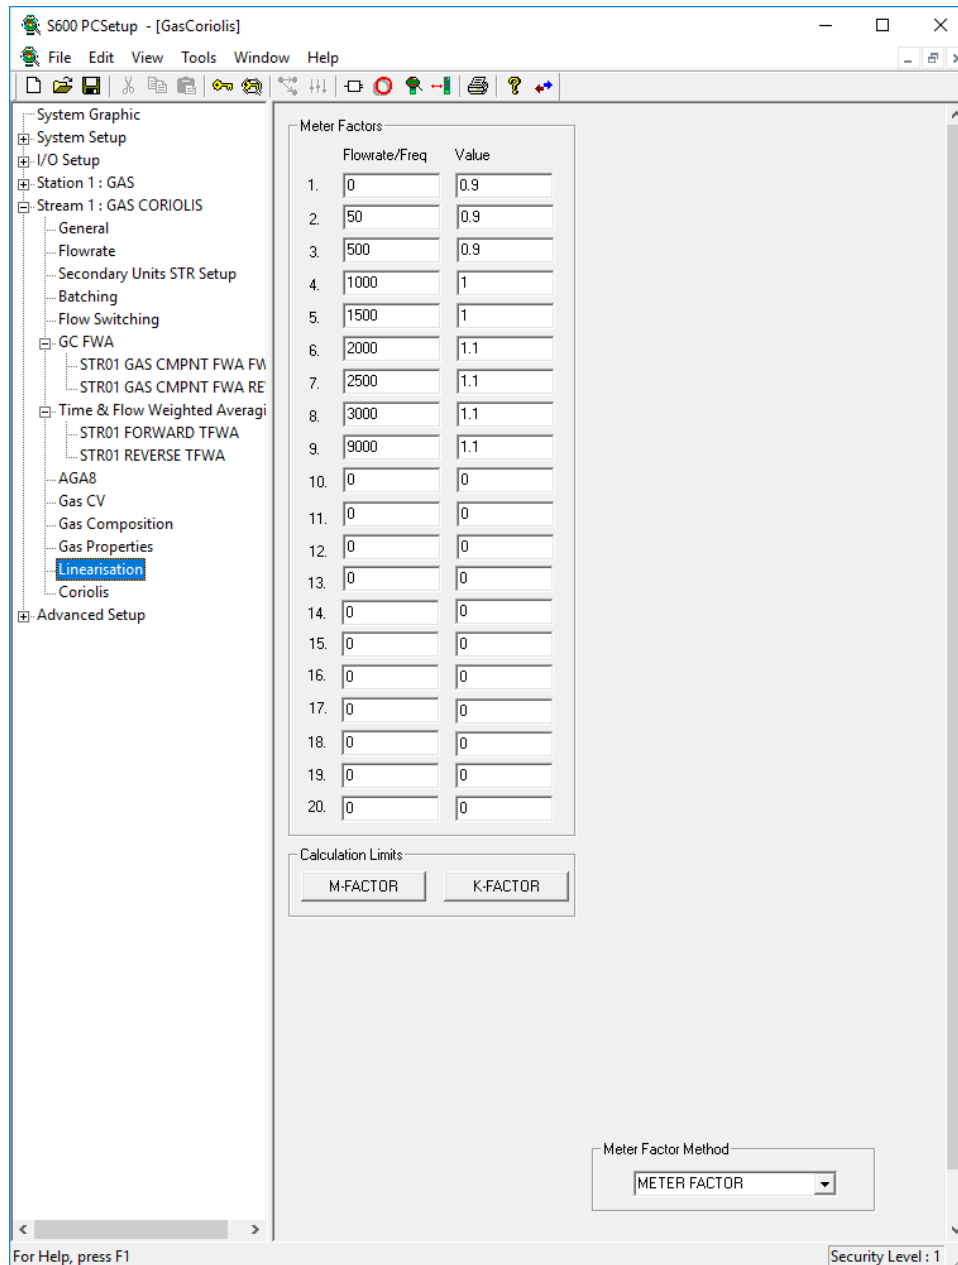 S600 PCSetup - [GasCoriolis]
File Edit View Tools Window Help
System Graphic
System Setup
I/O Setup
Station 1 : GAS
Stream 1 : GAS CORIOLIS
General
Flowrate
Secondary Units STR Setup
Batching
Flow Switching
GC FWA
STR01 GAS CMPNT FWA FW
STR01 GAS CMPNT FWA RE
Time & Flow Weighted Averagi
STR01 FORWARD TFWA
STR01 REVERSE TFWA
AGA8
Gas CV
Gas Composition
Gas Properties
Linearisation
Coriolis
Advanced Setup
Meter Factors
Flowrate/Freq Value
1. 0 0.9
2. 50 0.9
3. 500 0.9
4. 1000 1
5. 1500 1
6. 2000 1.1
7. 2500 1.1
8. 3000 1.1
9. 9000 1.1
10. 0 0
11. 0 0
12. 0 0
13. 0 0
14. 0 0
15. 0 0
16. 0 0
17. 0 0
18. 0 0
19. 0 0
20. 0 0
Calculation Limits
M-FACTOR K-FACTOR
Meter Factor Method
METER FACTOR
For Help, press F1
Security Level : 1